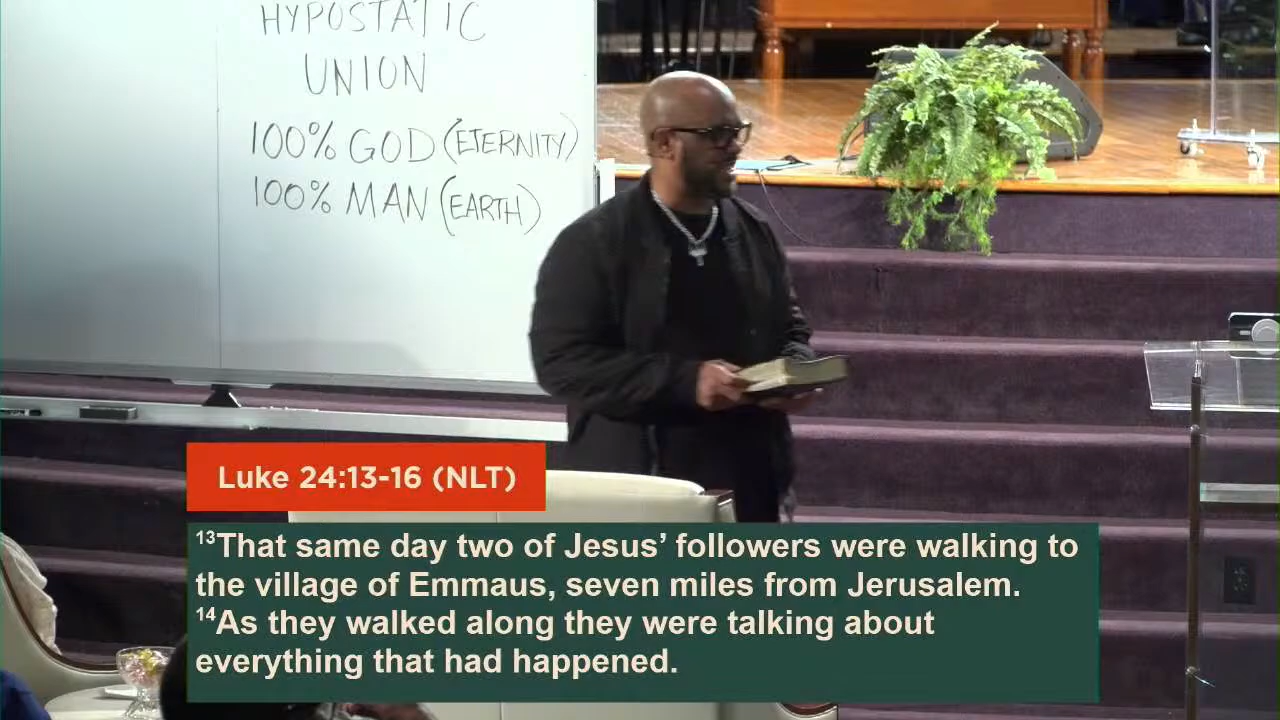 HYPOSTATIC
UNION
100% GOD (ETERNITY)
100% MAN (EARTH)
Luke 24:13-16 (NLT)
13That same day two of Jesus’ followers were walking to
the village of Emmaus, seven miles from Jerusalem.
14As they walked along they were talking about
everything that had happened.